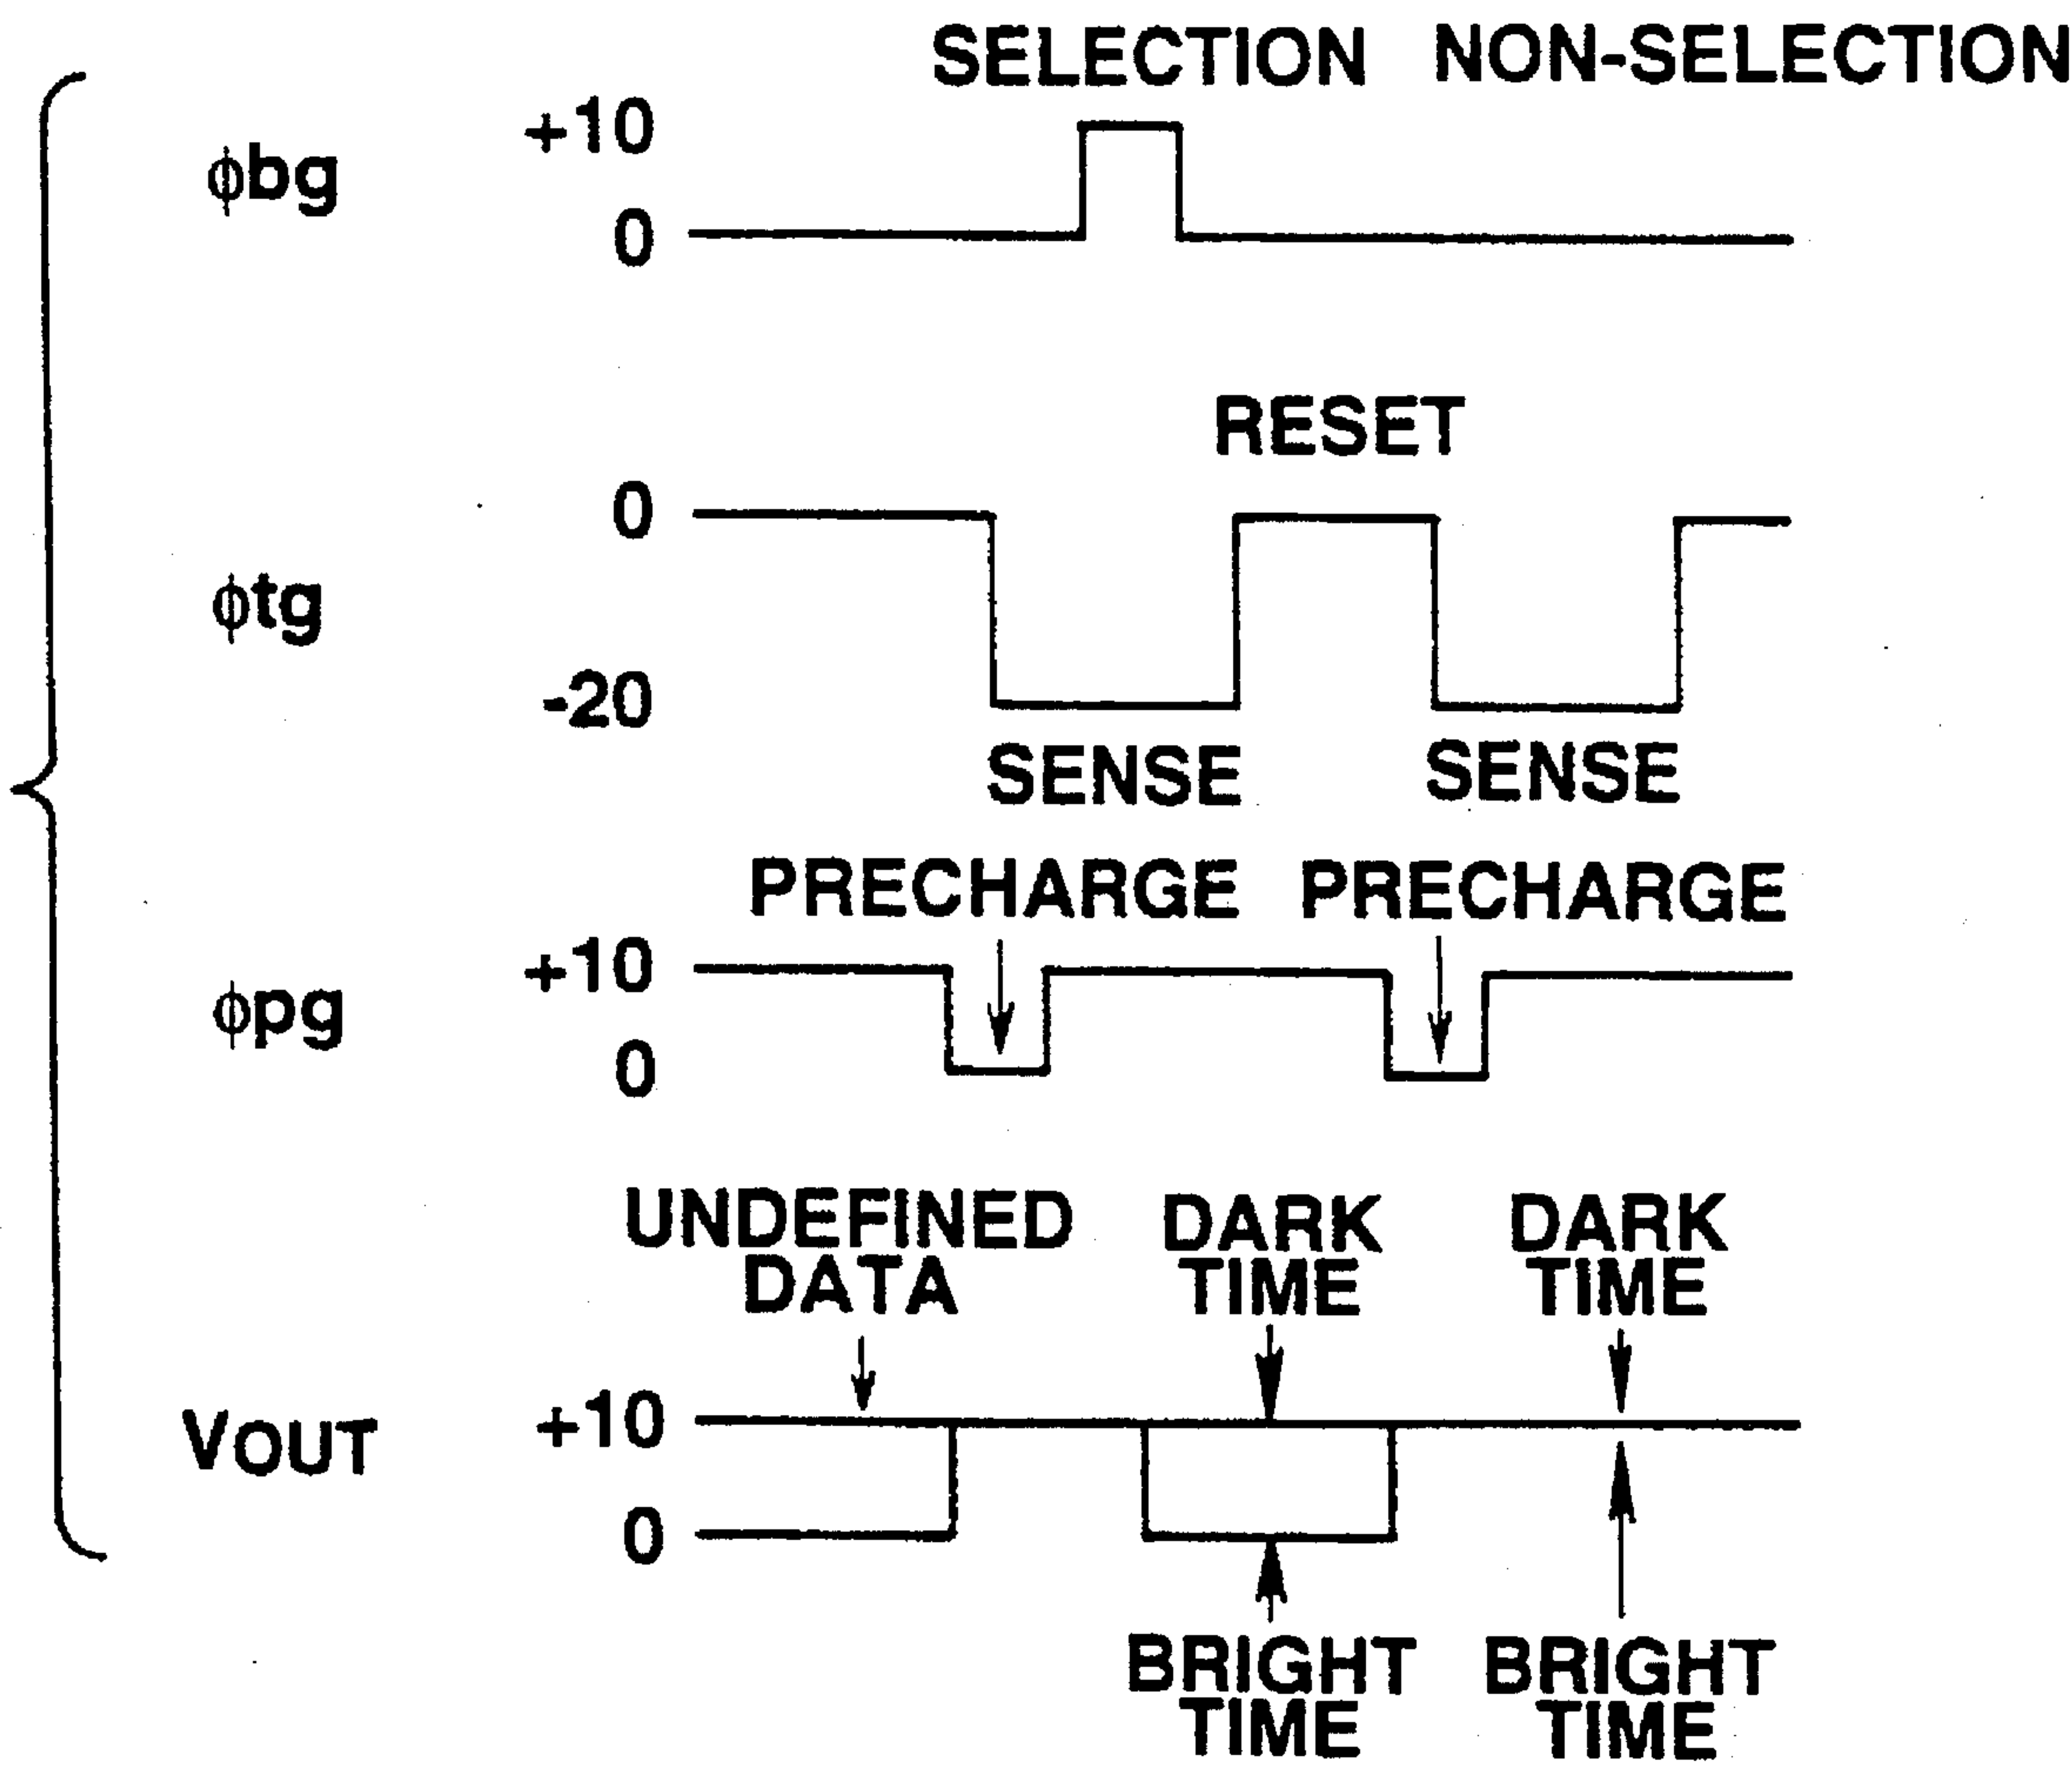 SELECTION NON-SELECTION
+10
ϕbg
0
RESET
0
ϕtg
-20
SENSE SENSE
PRECHARGE PRECHARGE
+10
ϕpg
0
UNDEFINED DATA
DARK TIME
DARK TIME
+10
VOUT
0
BRIGHT TIME
BRIGHT TIME